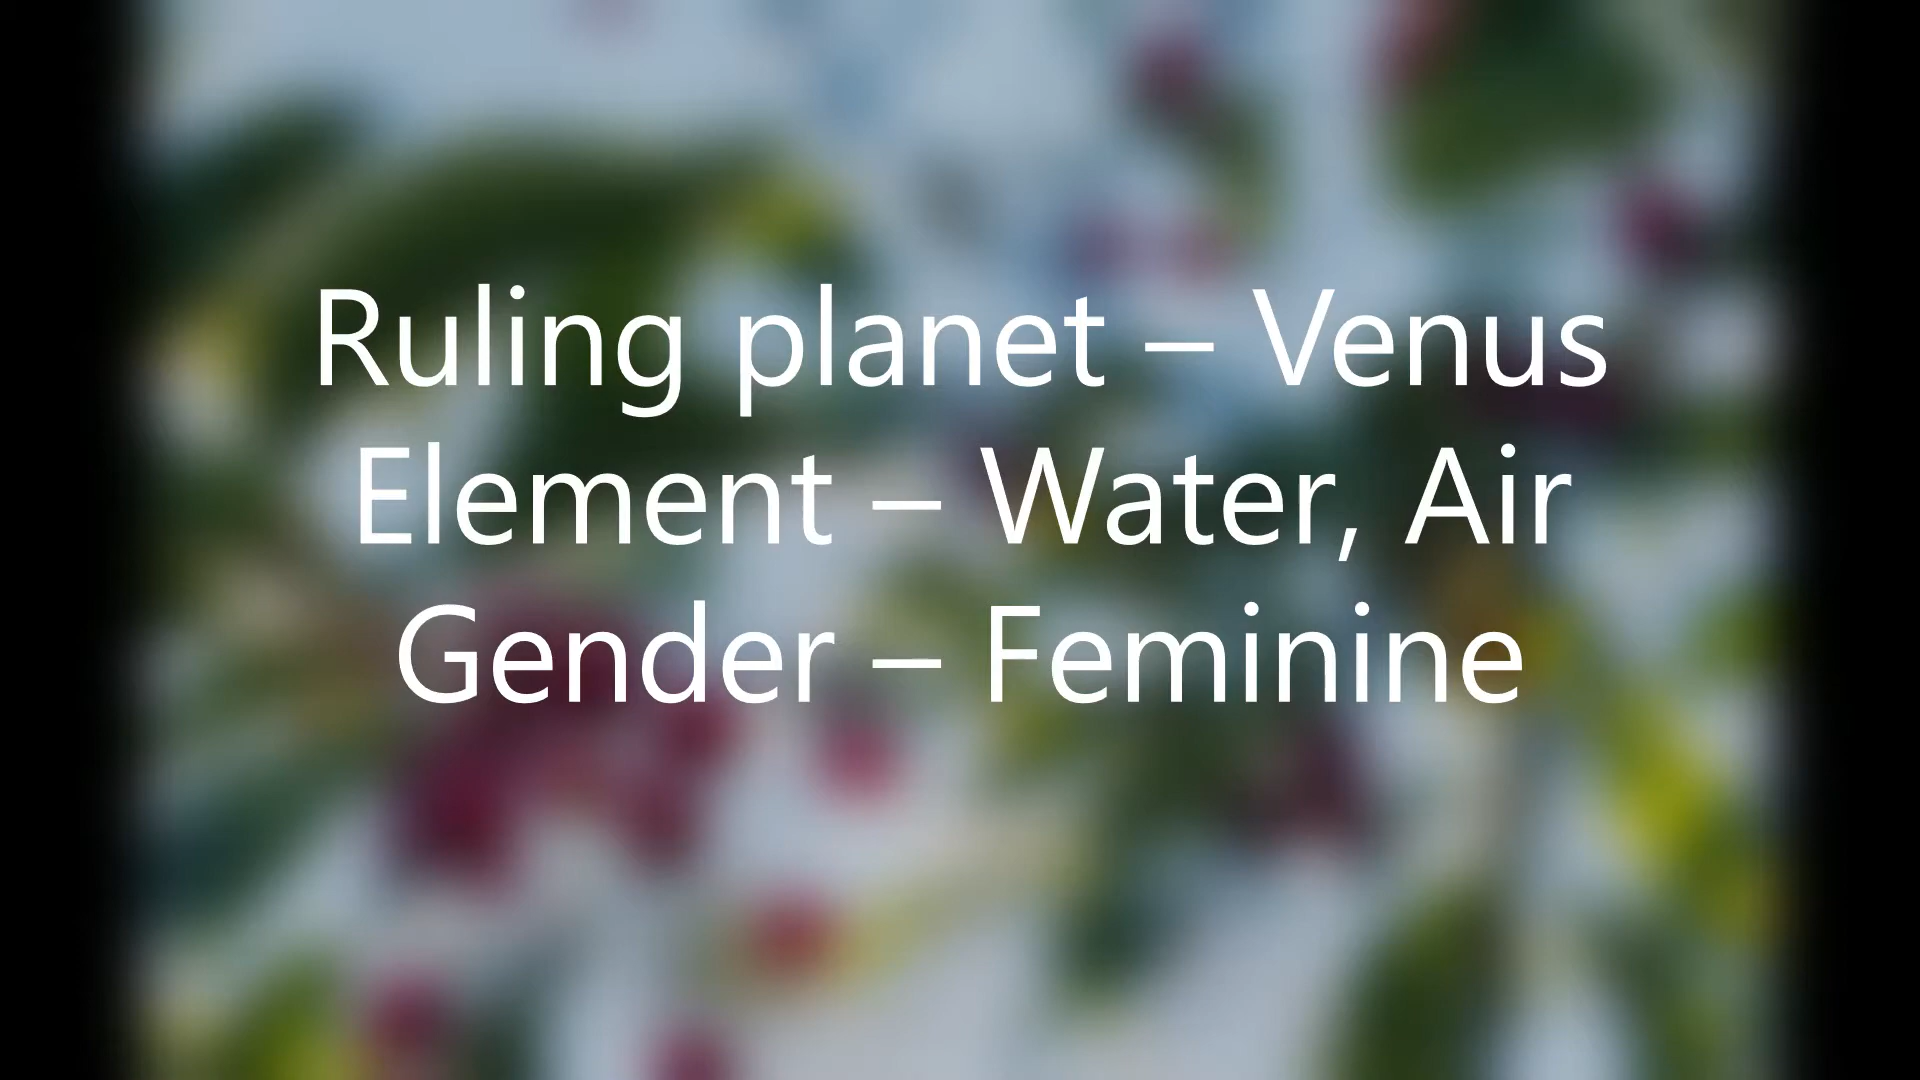 Ruling planet – Venus
Element – Water, Air
Gender – Feminine